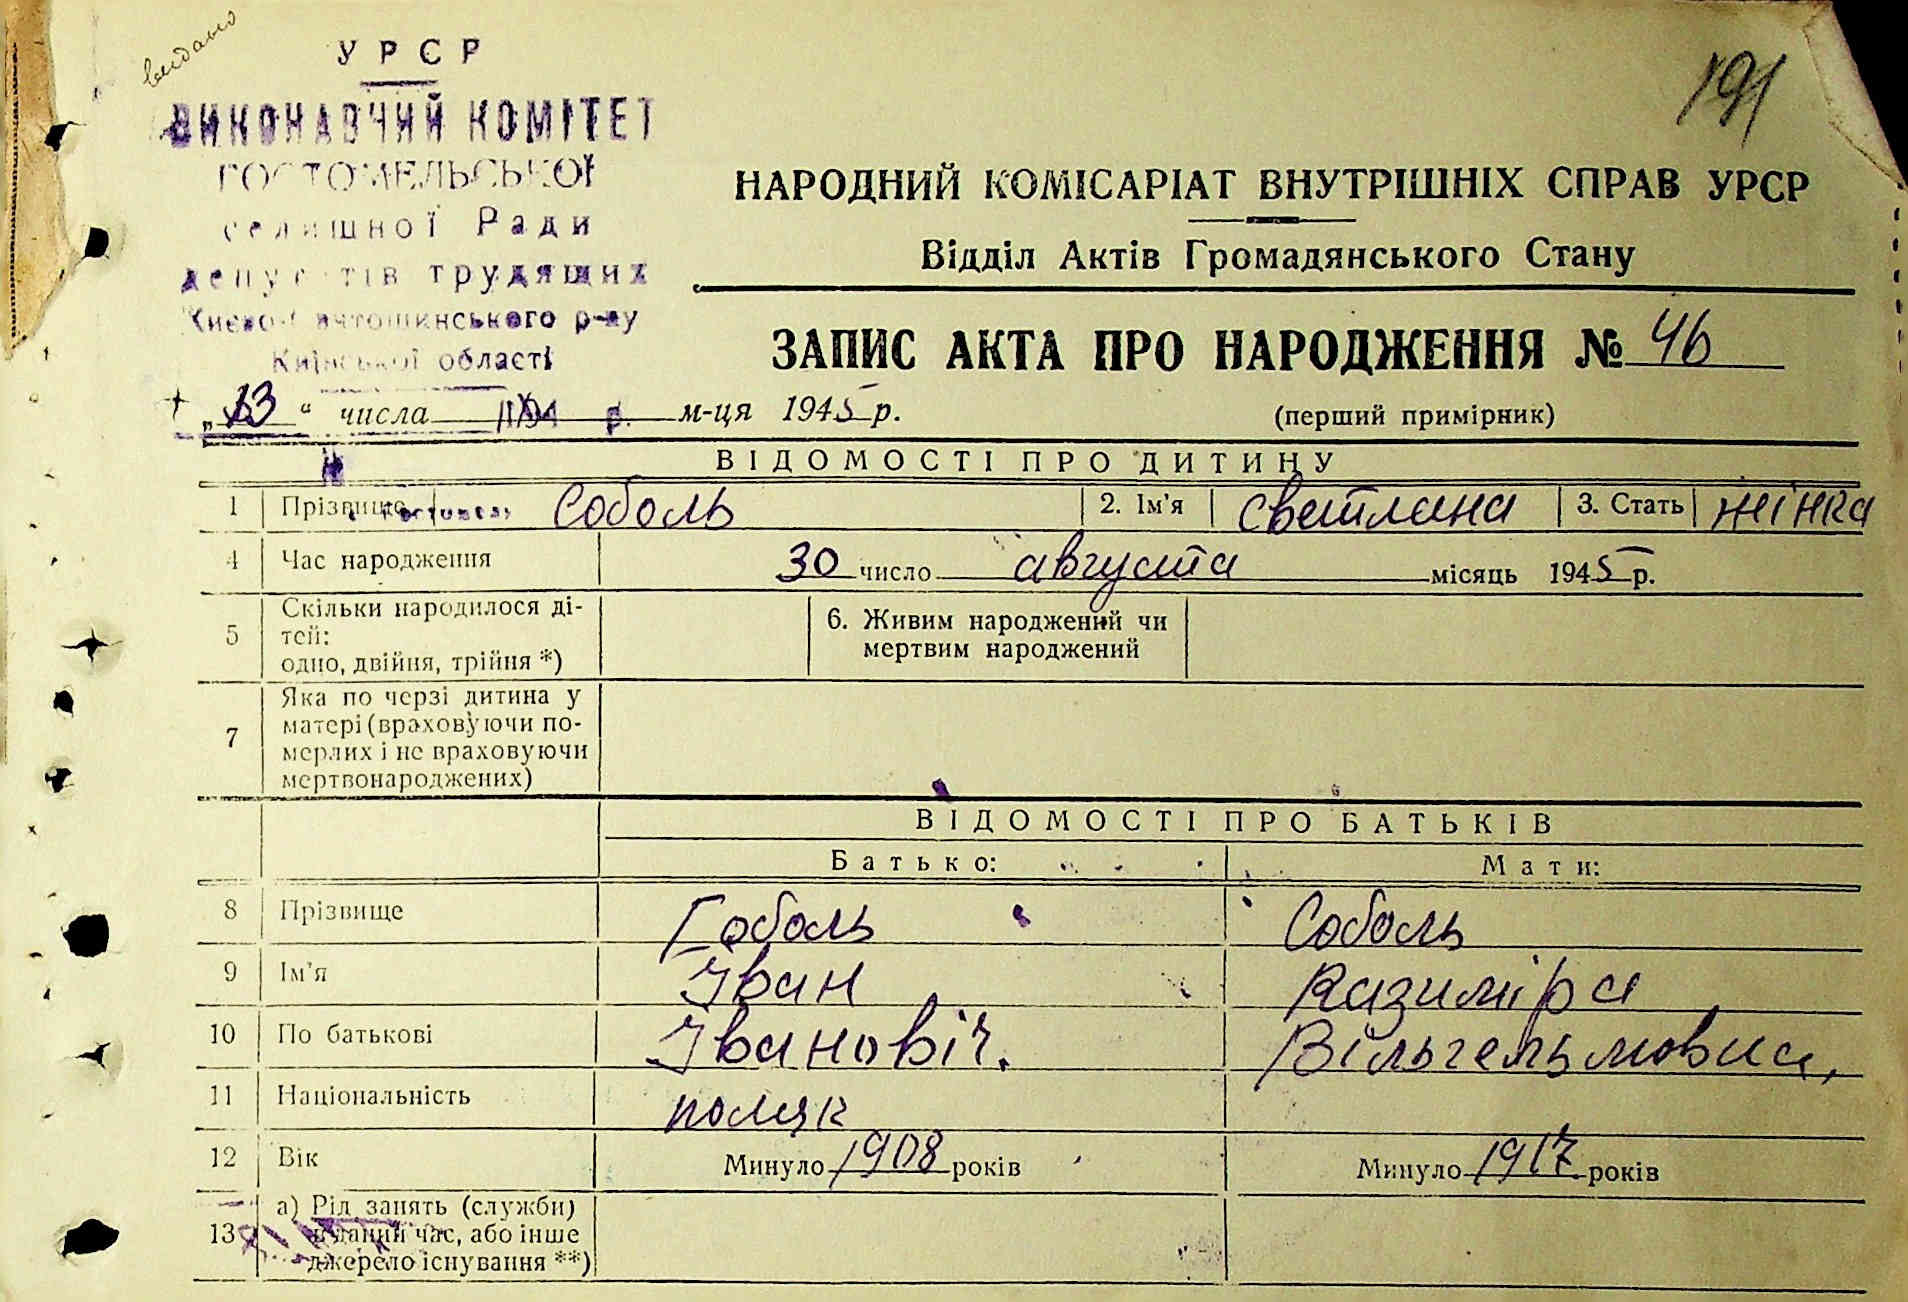 видано
УРСР
ВИКОНАВЧИЙ КОМІТЕТ
ГОСТОМЕЛЬСЬКОЇ
селищної Ради
депутатів трудящих
Києво-Святошинського р-ну
Київської області
191
НАРОДНИЙ КОМІСАРІАТ ВНУТРІШНІХ СПРАВ УРСР
Відділ Актів Громадянського Стану
ЗАПИС АКТА ПРО НАРОДЖЕННЯ № 46
„13“ числа м-ця 1945 р.
(перший примірник)
ВІДОМОСТІ ПРО ДИТИНУ
1 Прізвище Соболь 2. Ім'я Светлана 3. Стать жінка
4 Час народження 30 число августа місяць 1945 р.
5 Скільки народилося ді-
тей:
одно, двійня, трійня *)
6. Живим народжений чи
мертвим народжений
7 Яка по черзі дитина у
матері (враховуючи по-
мерлих і не враховуючи
мертвонароджених)
ВІДОМОСТІ ПРО БАТЬКІВ
Батько: Мати:
8 Прізвище Соболь Соболь
9 Ім'я Іван Казиміра
10 По батькові Івановіч. Вільгельмовна,
11 Національність поляк
12 Вік Минуло 1908 років Минуло 1917 років
13 а) Рід занять (служби)
в даний час, або інше
джерело існування **)